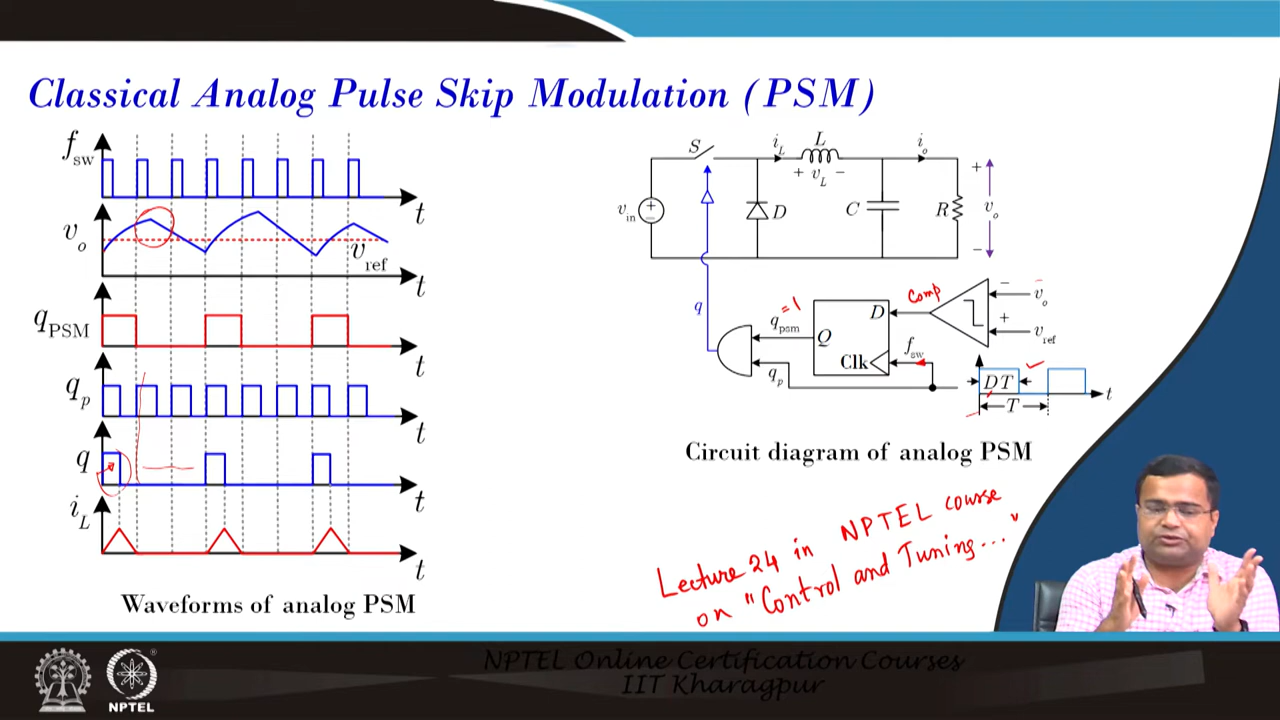 Classical Analog Pulse Skip Modulation (PSM)
f_sw
t
v_o
v_ref
t
q_PSM
t
q_p
t
q
t
i_L
t
Waveforms of analog PSM
S
i_L
L
i_o
+ v_L -
+
v_in
+
-
D
C
R
v_o
-
q
=1
q_psm
Q
D
Clk
f_sw
q_p
Comp
-
v_o
+
v_ref
DT
T
t
Circuit diagram of analog PSM
Lecture 24 in NPTEL course
on "Control and Tuning..."
NPTEL
NPTEL Online Certification Courses
IIT Kharagpur